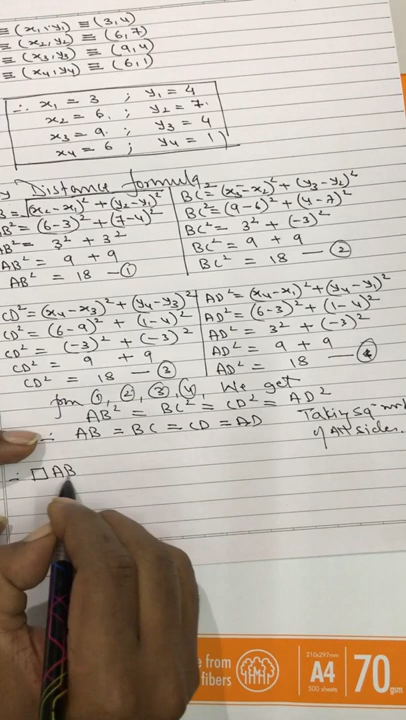 ≡ (x₁, y₁) ≡ (3,4)
≡ (x₂, y₂) ≡ (6,7)
≡ (x₃, y₃) ≡ (9,4)
≡ (x₄, y₄) ≡ (6,1)
∴ x₁ = 3 ; y₁ = 4
x₂ = 6. ; y₂ = 7.
x₃ = 9. ; y₃ = 4
x₄ = 6 ; y₄ = 1
y Distance formula
B = (x₂-x₁)² + (y₂-y₁)²
AB² = (6-3)² + (7-4)²
AB² = 3² + 3²
AB² = 9 + 9
AB² = 18 — ①
BC² = (x₃-x₂)² + (y₃-y₂)²
BC² = (9-6)² + (4-7)²
BC² = 3² + (-3)²
BC² = 9 + 9
BC² = 18 — ②
CD² = (x₄-x₃)² + (y₄-y₃)²
CD² = (6-9)² + (1-4)²
CD² = (-3)² + (-3)²
CD² = 9 + 9
CD² = 18 — ③
AD² = (x₄-x₁)² + (y₄-y₁)²
AD² = (6-3)² + (1-4)²
AD² = 3² + (-3)²
AD² = 9 + 9
AD² = 18 — ④
from ①, ②, ③, ④, We get
AB² = BC² = CD² = AD²
∴ AB = BC = CD = AD
Taking sq
of All sides.
∴ □AB
e from
fibers
210x297mm
A4
500 sheets
70 gsm